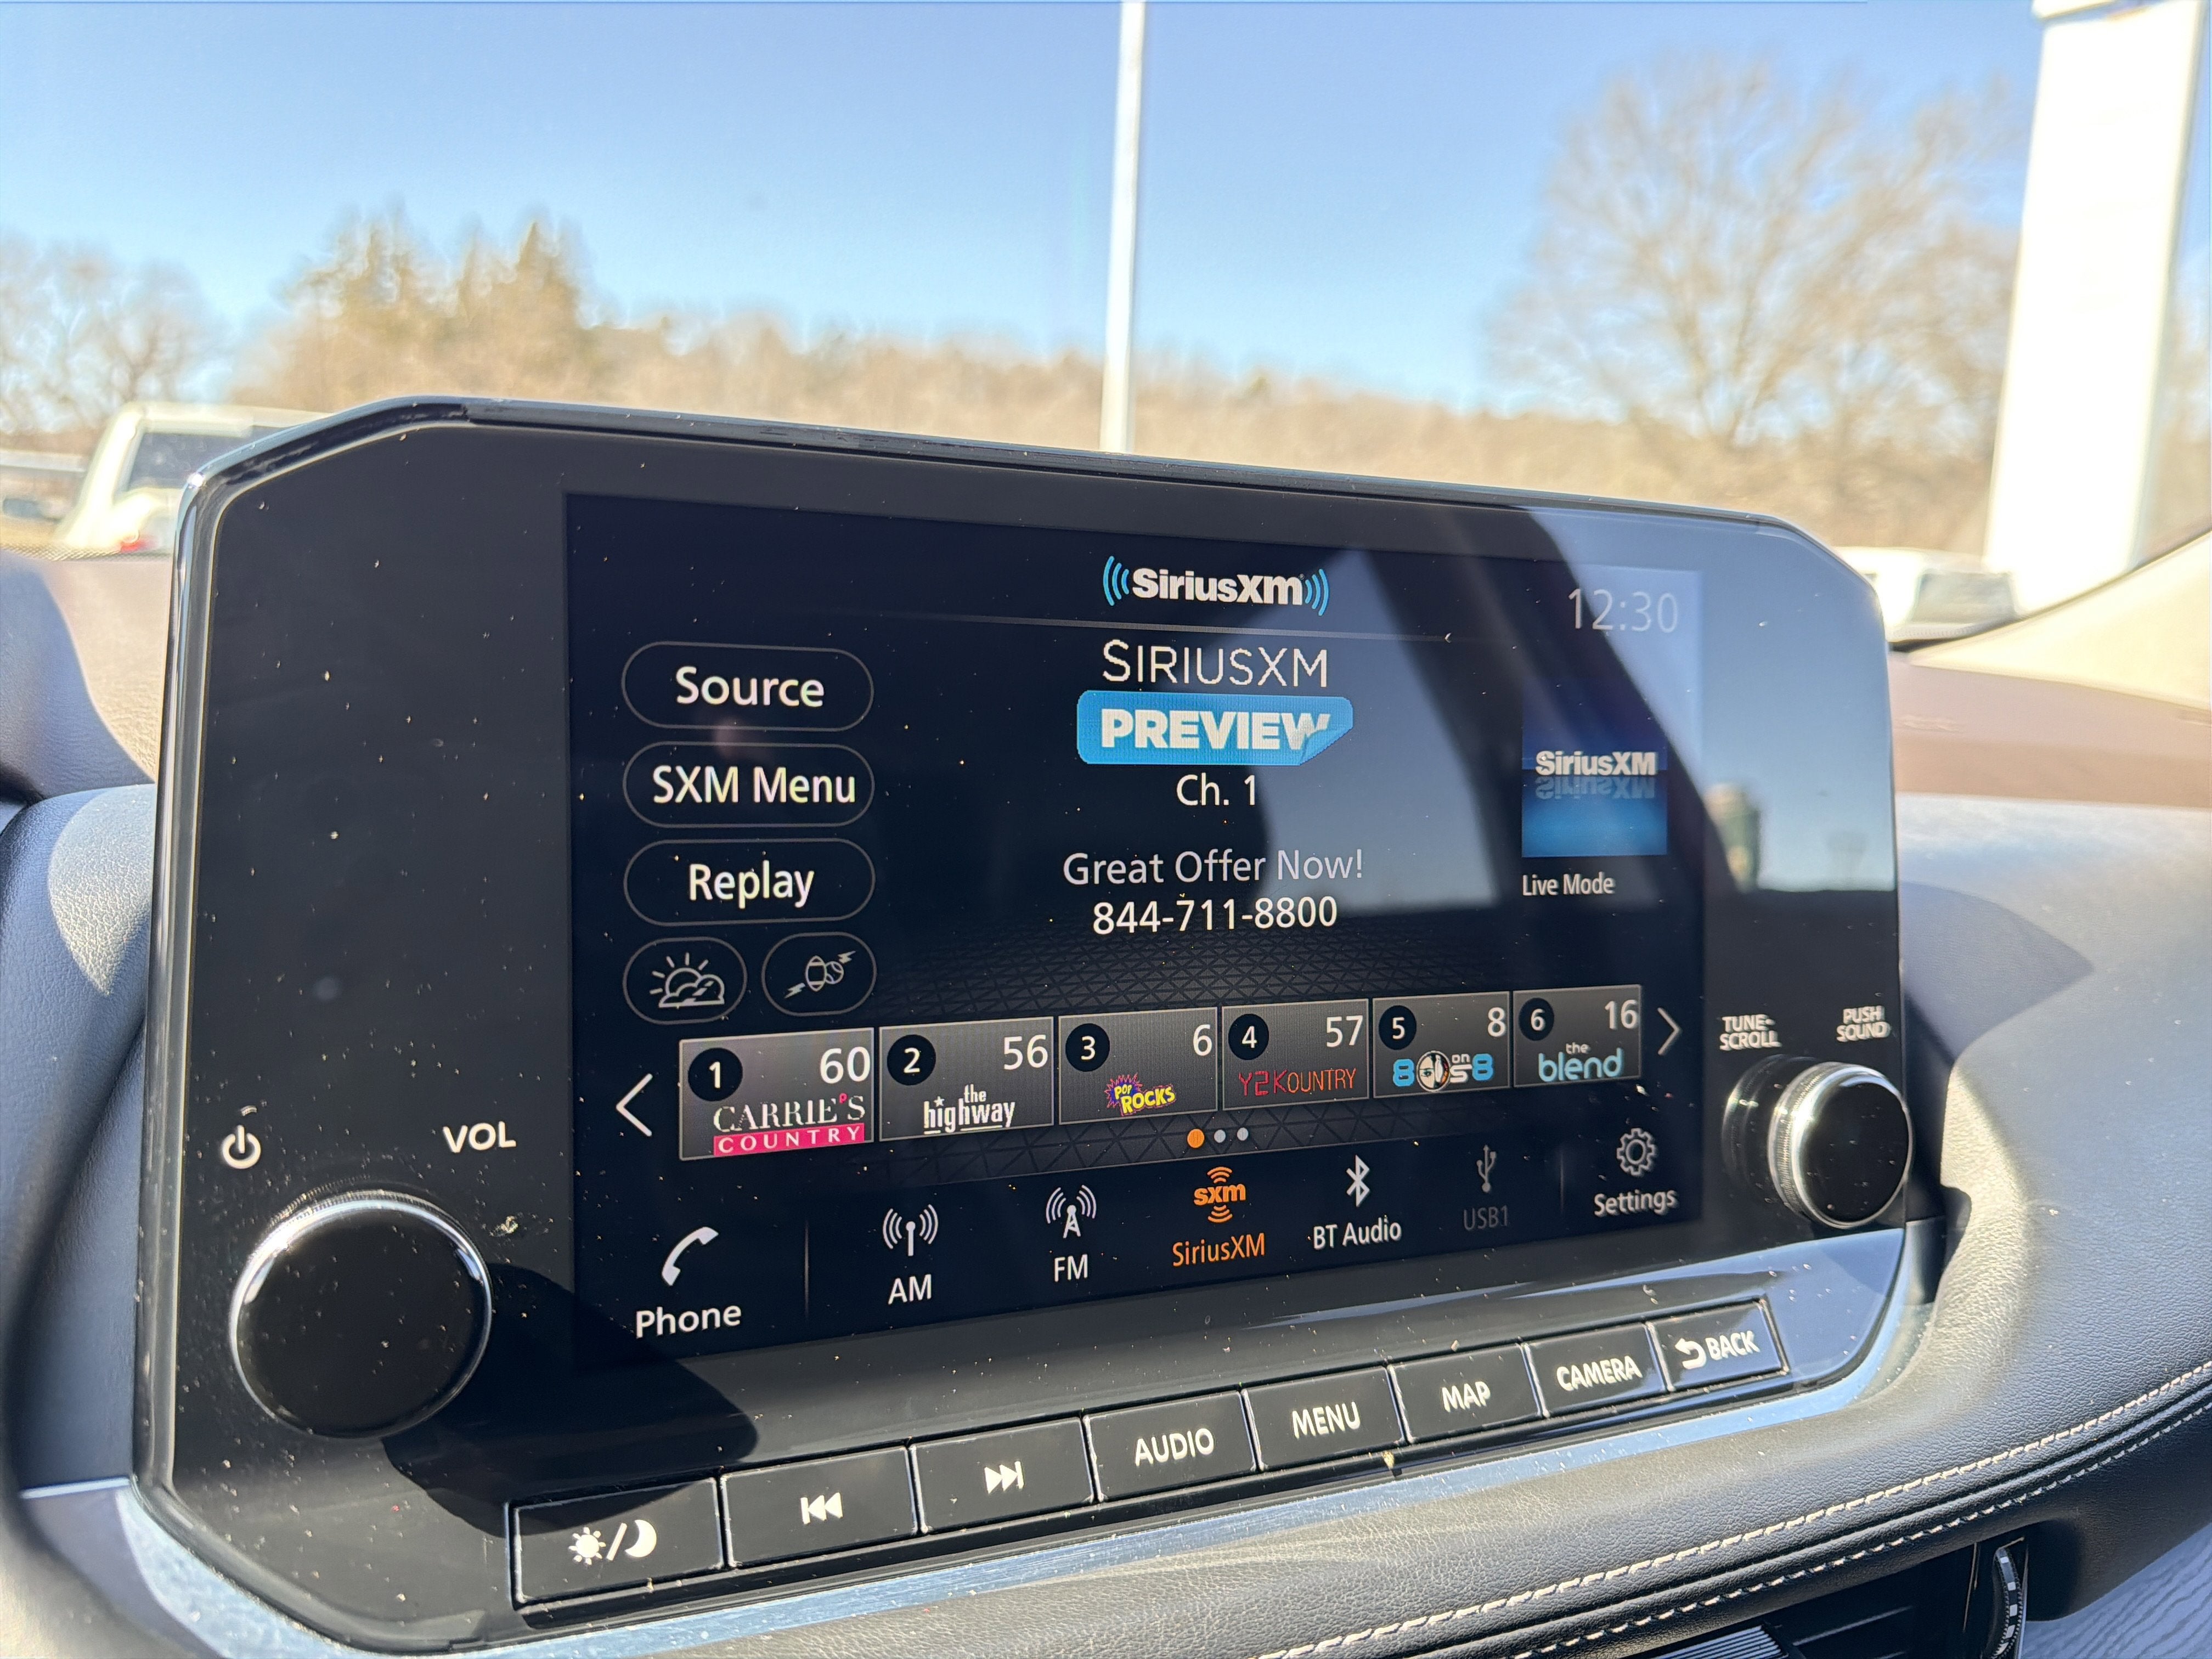 SiriusXM
12:30
SIRIUSXM
PREVIEW
Ch. 1
Great Offer Now!
844-711-8800
Source
SXM Menu
Replay
SiriusXM
Live Mode
1 60
CARRIE'S
COUNTRY
2 56
the
highway
3 6
POP
ROCKS
4 57
Y2KOUNTRY
5 8
80s on 8
6 16
the
blend
Phone
AM
FM
sxm
SiriusXM
BT Audio
USB1
Settings
VOL
TUNE-
SCROLL
PUSH
SOUND
AUDIO
MENU
MAP
CAMERA
BACK